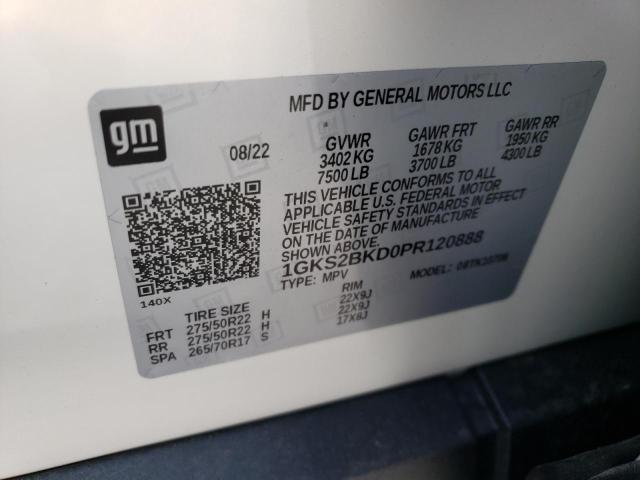 gm
MFD BY GENERAL MOTORS LLC
08/22
GVWR
3402 KG
7500 LB
GAWR FRT
1678 KG
3700 LB
GAWR RR
1950 KG
4300 LB
THIS VEHICLE CONFORMS TO ALL
APPLICABLE U.S. FEDERAL MOTOR
VEHICLE SAFETY STANDARDS IN EFFECT
ON THE DATE OF MANUFACTURE
SHOWN ABOVE.
1GKS2BKD0PR120888
TYPE: MPV
MODEL:
140X
TIRE SIZE RIM
FRT 275/50R22 H 22X9J
RR 275/50R22 H 22X9J
SPA 265/70R17 S 17X8J